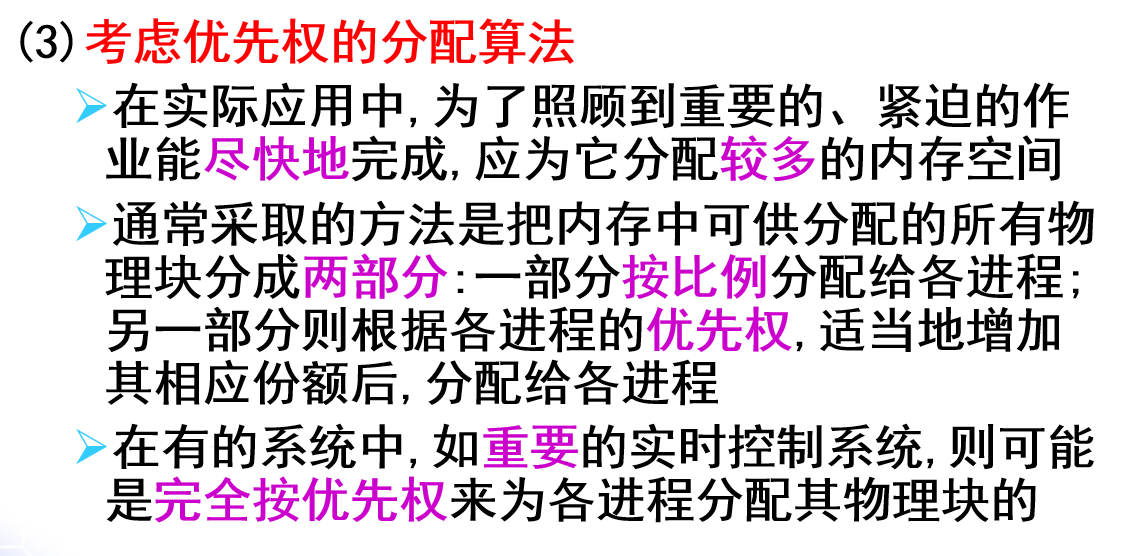 (3)考虑优先权的分配算法
➢在实际应用中,为了照顾到重要的、紧迫的作
业能尽快地完成,应为它分配较多的内存空间
➢通常采取的方法是把内存中可供分配的所有物
理块分成两部分:一部分按比例分配给各进程;
另一部分则根据各进程的优先权,适当地增加
其相应份额后,分配给各进程
➢在有的系统中,如重要的实时控制系统,则可能
是完全按优先权来为各进程分配其物理块的